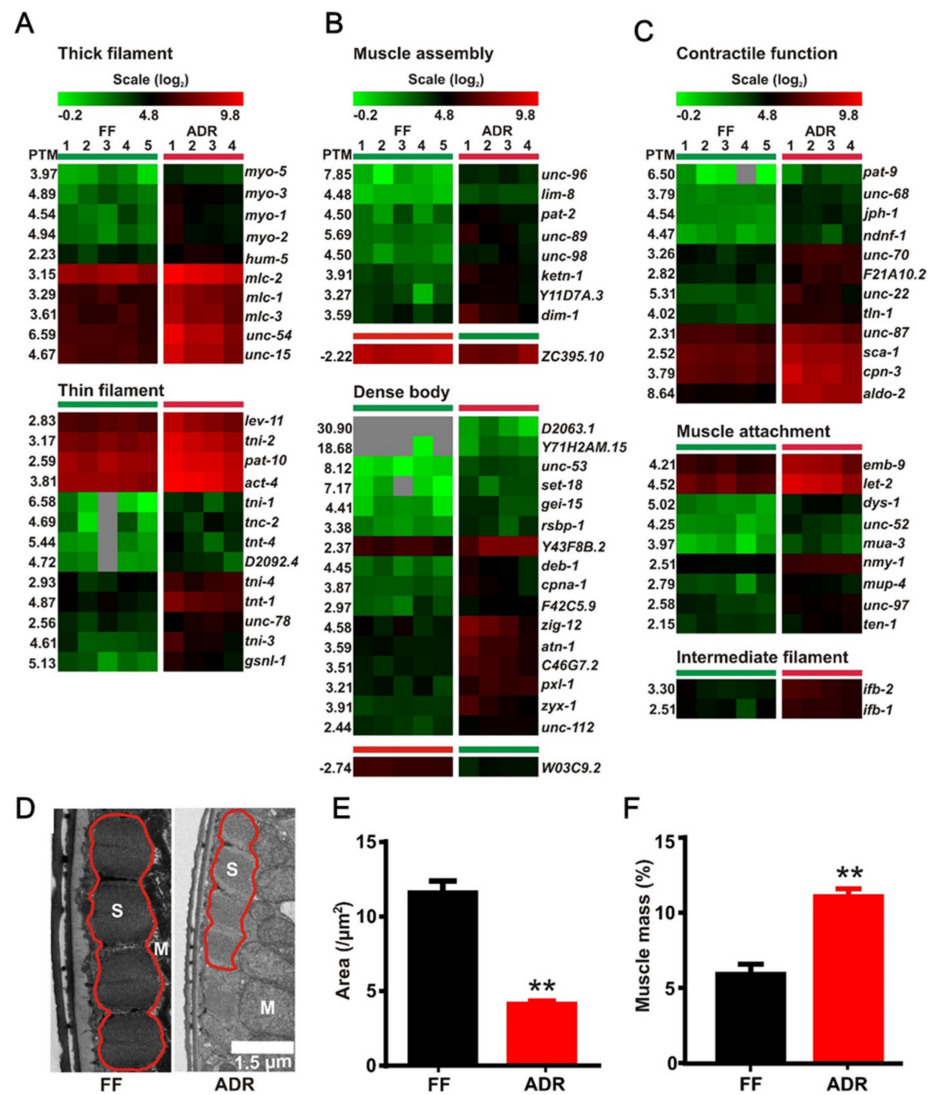 A
Thick filament
Scale (log2)
-0.2 4.8 9.8
FF ADR
1 2 3 4 5 1 2 3 4
PTM
3.97 myo-5
4.89 myo-3
4.54 myo-1
4.94 myo-2
2.23 hum-5
3.15 mlc-2
3.29 mlc-1
3.61 mlc-3
6.59 unc-54
4.67 unc-15
Thin filament
2.83 lev-11
3.17 tni-2
2.59 pat-10
3.81 act-4
6.58 tni-1
4.69 tnc-2
5.44 tnt-4
4.72 D2092.4
2.93 tni-4
4.87 tnt-1
2.56 unc-78
4.61 tni-3
5.13 gsnl-1
B
Muscle assembly
Scale (log2)
-0.2 4.8 9.8
FF ADR
1 2 3 4 5 1 2 3 4
PTM
7.85 unc-96
4.48 lim-8
4.50 pat-2
5.69 unc-89
4.50 unc-98
3.91 ketn-1
3.27 Y11D7A.3
3.59 dim-1
-2.22 ZC395.10
Dense body
30.90 D2063.1
18.68 Y71H2AM.15
8.12 unc-53
7.17 set-18
4.41 gei-15
3.38 rsbp-1
2.37 Y43F8B.2
4.45 deb-1
3.87 cpna-1
2.97 F42C5.9
4.58 zig-12
3.59 atn-1
3.51 C46G7.2
3.21 pxl-1
3.91 zyx-1
2.44 unc-112
-2.74 W03C9.2
C
Contractile function
Scale (log2)
-0.2 4.8 9.8
FF ADR
1 2 3 4 5 1 2 3 4
PTM
6.50 pat-9
3.79 unc-68
4.54 jph-1
4.47 ndnf-1
3.26 unc-70
2.82 F21A10.2
5.31 unc-22
4.02 tln-1
2.31 unc-87
2.52 sca-1
3.79 cpn-3
8.64 aldo-2
Muscle attachment
4.21 emb-9
4.52 let-2
5.02 dys-1
4.25 unc-52
3.97 mua-3
2.51 nmy-1
2.79 mup-4
2.58 unc-97
2.15 ten-1
Intermediate filament
3.30 ifb-2
2.51 ifb-1
D
S
M
S
M
1.5 µm
FF ADR
E
Area (/µm2)
15
10
5
0
**
FF ADR
F
Muscle mass (%)
15
10
5
0
**
FF ADR